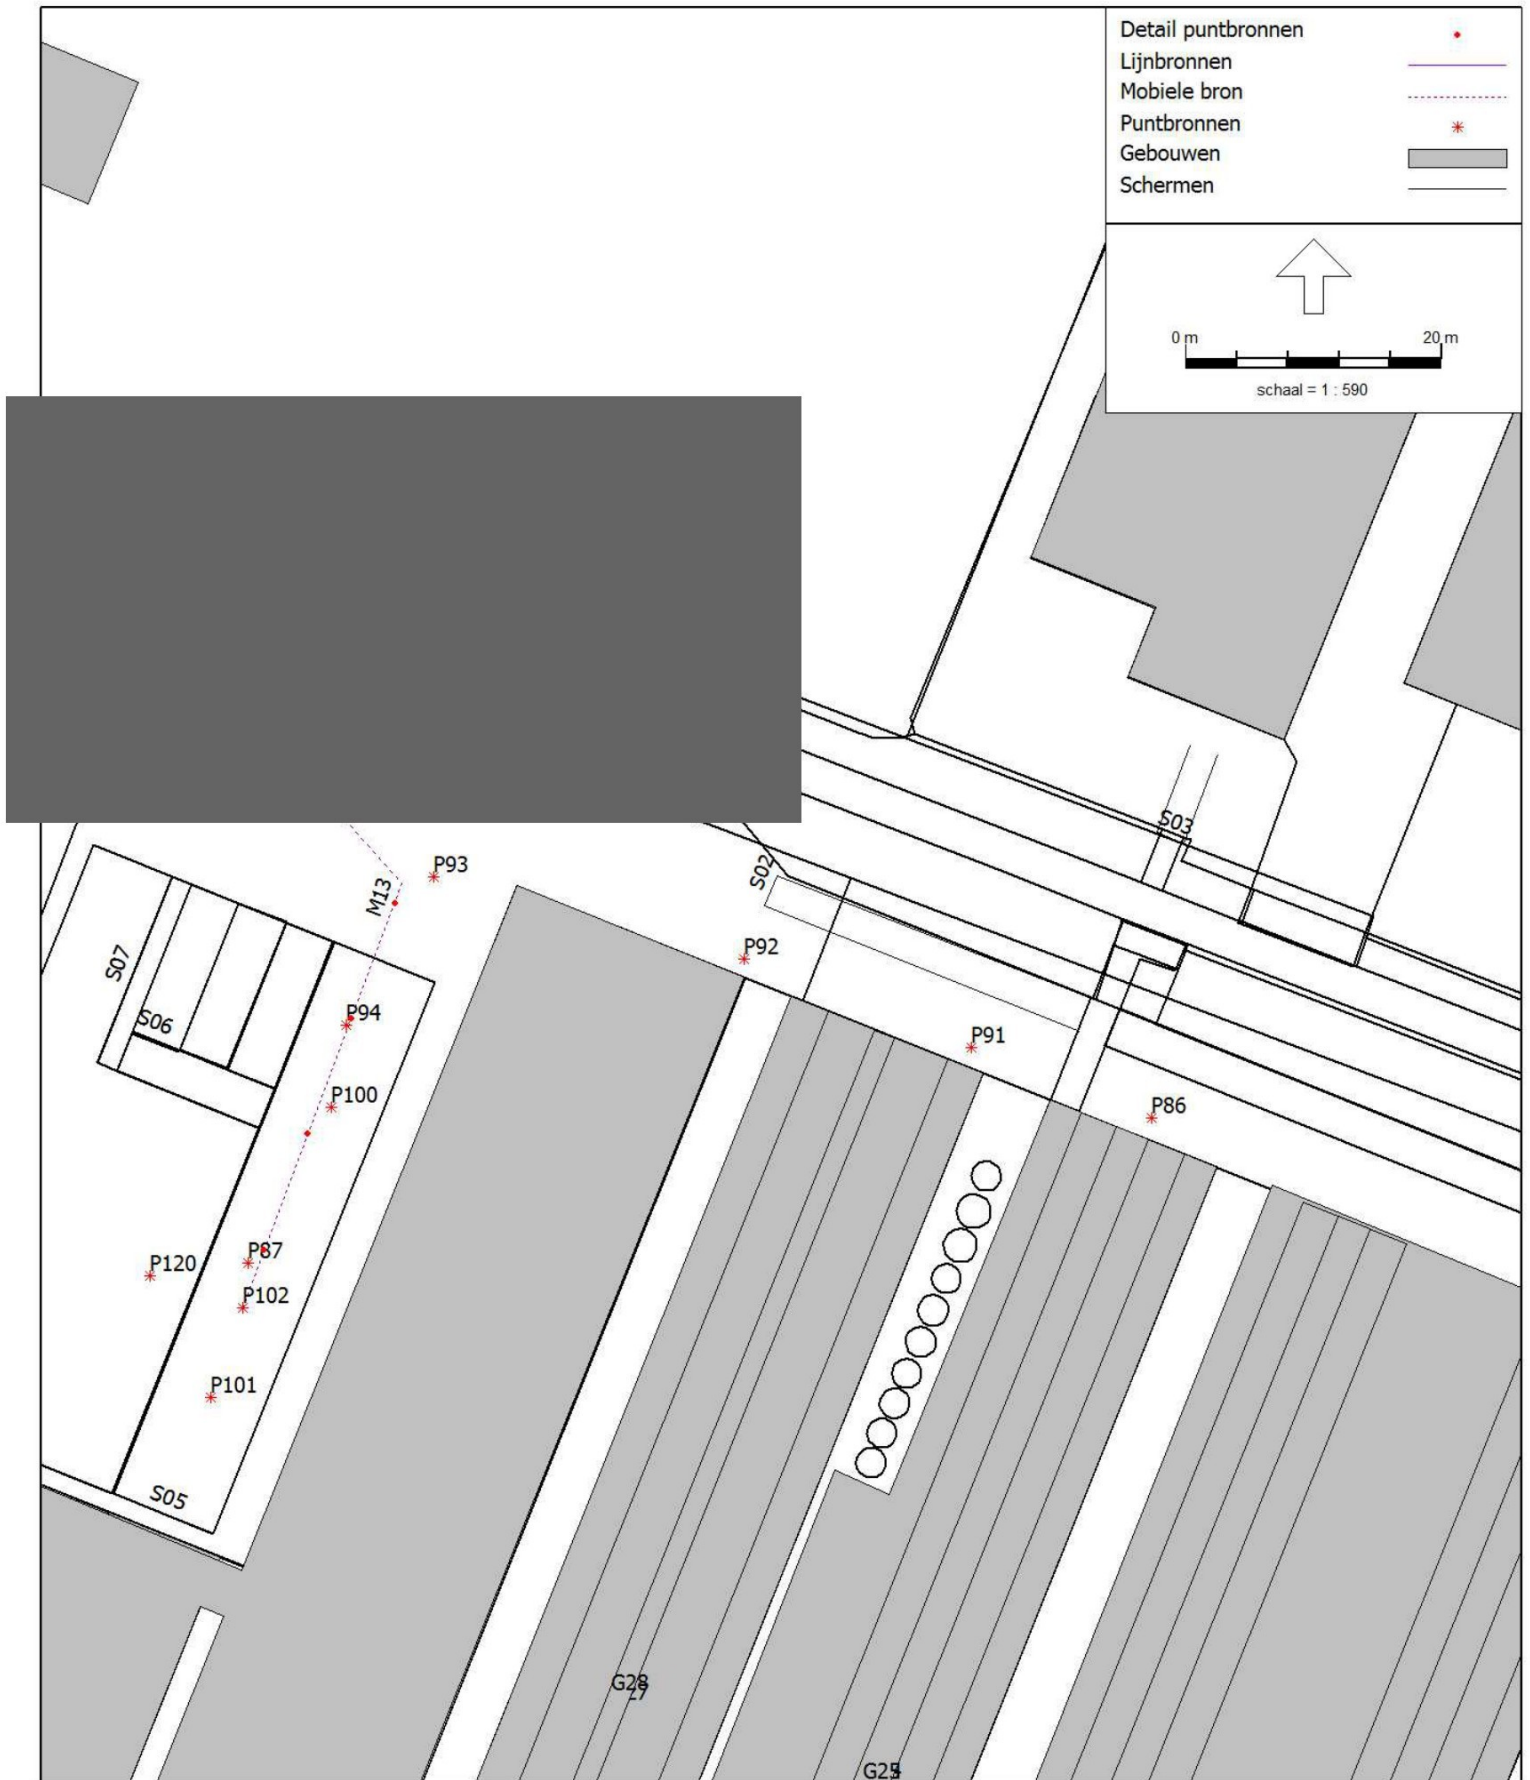 Detail puntbronnen
Lijnbronnen
Mobiele bron
Puntbronnen
Gebouwen
Schermen
0 m 20 m
schaal = 1 : 590
S03
P93
S02
M13
P92
S07
S06
P94
P91
P100
P86
P87
P120
P102
P101
S05
G28